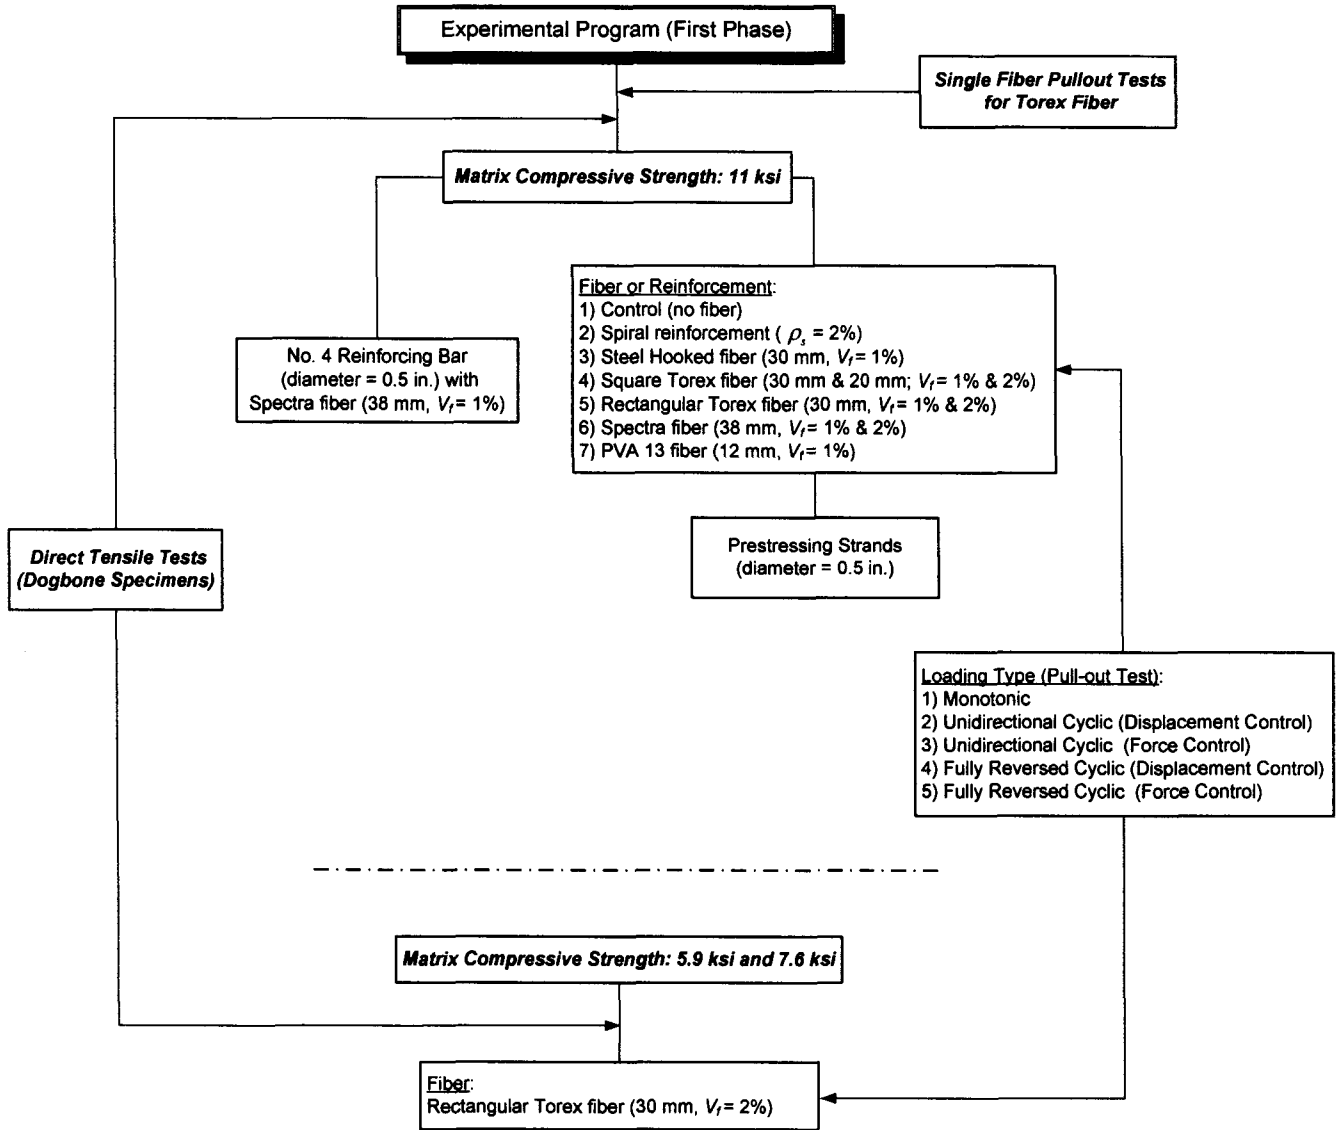 Experimental Program (First Phase)
Single Fiber Pullout Tests
for Torex Fiber
Matrix Compressive Strength: 11 ksi
Fiber or Reinforcement:
1) Control (no fiber)
2) Spiral reinforcement ( ρs = 2%)
3) Steel Hooked fiber (30 mm, Vf = 1%)
4) Square Torex fiber (30 mm & 20 mm; Vf = 1% & 2%)
5) Rectangular Torex fiber (30 mm, Vf = 1% & 2%)
6) Spectra fiber (38 mm, Vf = 1% & 2%)
7) PVA 13 fiber (12 mm, Vf = 1%)
No. 4 Reinforcing Bar
(diameter = 0.5 in.) with
Spectra fiber (38 mm, Vf = 1%)
Prestressing Strands
(diameter = 0.5 in.)
Direct Tensile Tests
(Dogbone Specimens)
Loading Type (Pull-out Test):
1) Monotonic
2) Unidirectional Cyclic (Displacement Control)
3) Unidirectional Cyclic (Force Control)
4) Fully Reversed Cyclic (Displacement Control)
5) Fully Reversed Cyclic (Force Control)
Matrix Compressive Strength: 5.9 ksi and 7.6 ksi
Fiber:
Rectangular Torex fiber (30 mm, Vf = 2%)